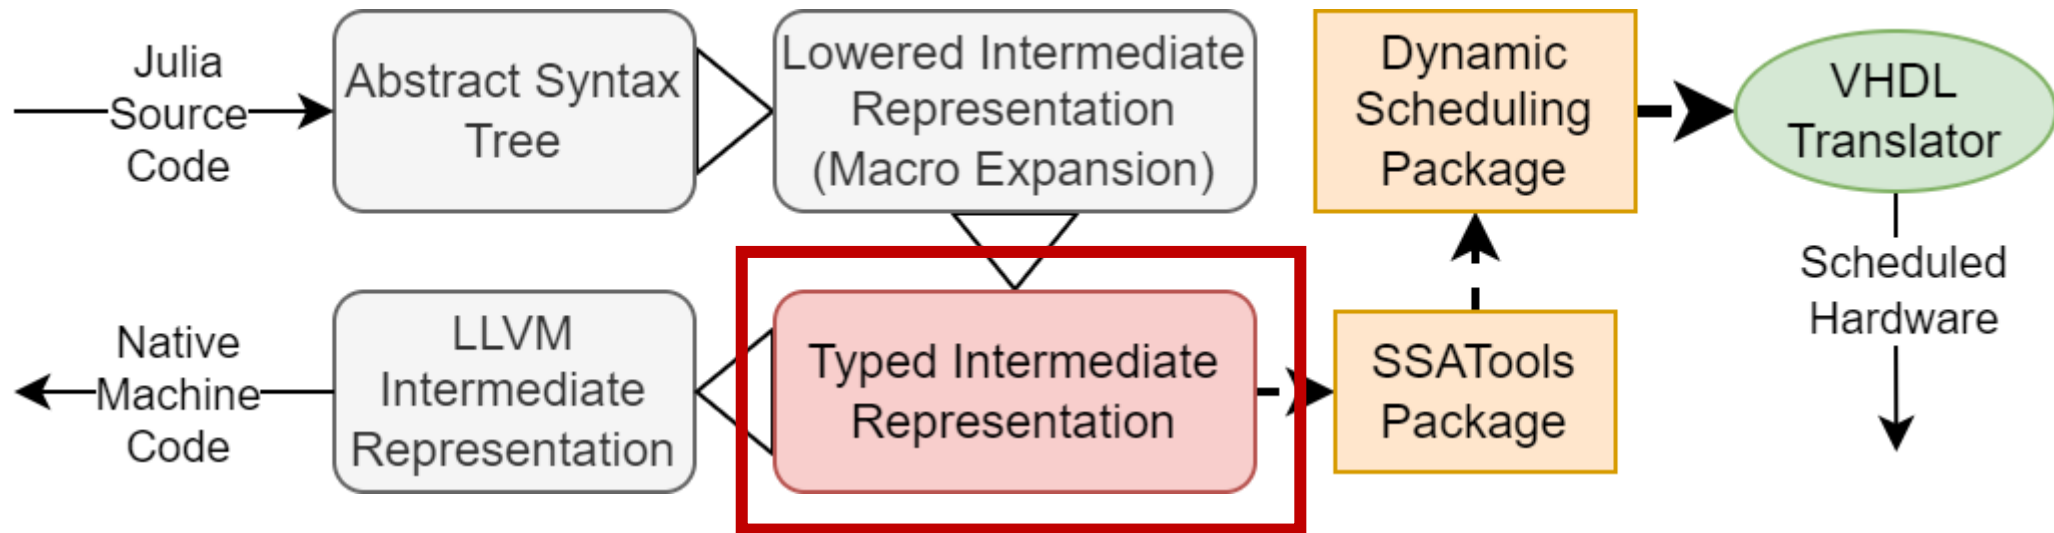 Julia
Source
Code
Abstract Syntax
Tree
Lowered Intermediate
Representation
(Macro Expansion)
Dynamic
Scheduling
Package
VHDL
Translator
Native
Machine
Code
LLVM
Intermediate
Representation
Typed Intermediate
Representation
SSATools
Package
Scheduled
Hardware